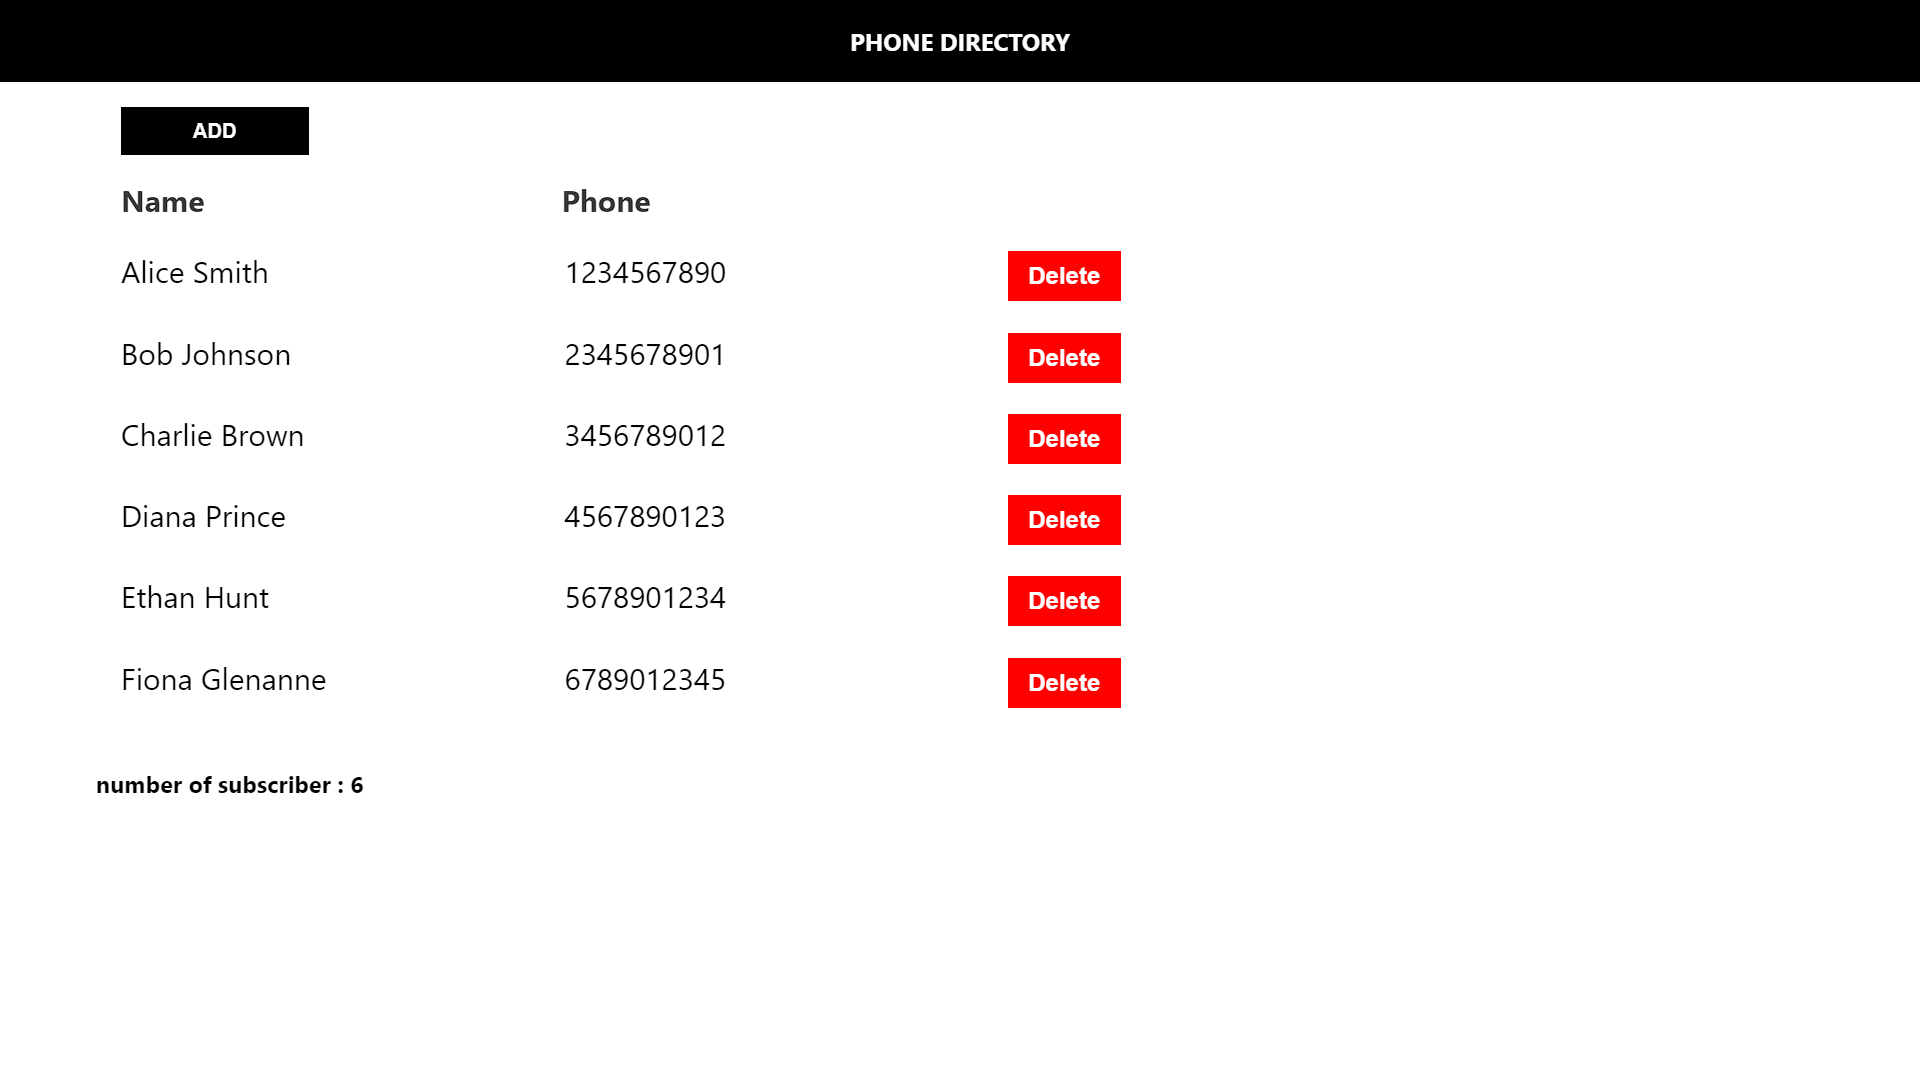 PHONE DIRECTORY
ADD
Name Phone
Alice Smith 1234567890 Delete
Bob Johnson 2345678901 Delete
Charlie Brown 3456789012 Delete
Diana Prince 4567890123 Delete
Ethan Hunt 5678901234 Delete
Fiona Glenanne 6789012345 Delete
number of subscriber : 6